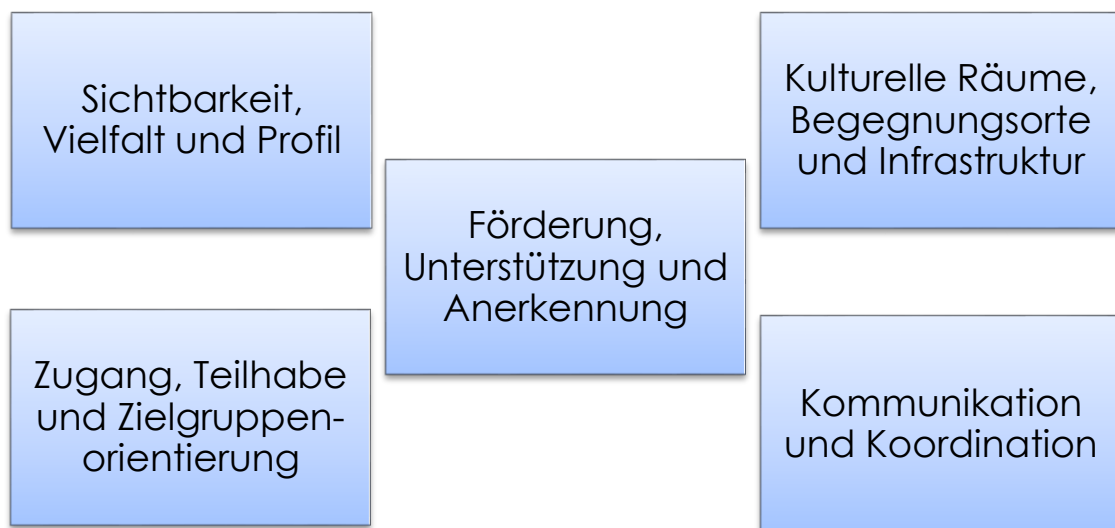 Sichtbarkeit,
Vielfalt und Profil
Kulturelle Räume,
Begegnungsorte
und Infrastruktur
Förderung,
Unterstützung und
Anerkennung
Zugang, Teilhabe
und Zielgruppen-
orientierung
Kommunikation
und Koordination